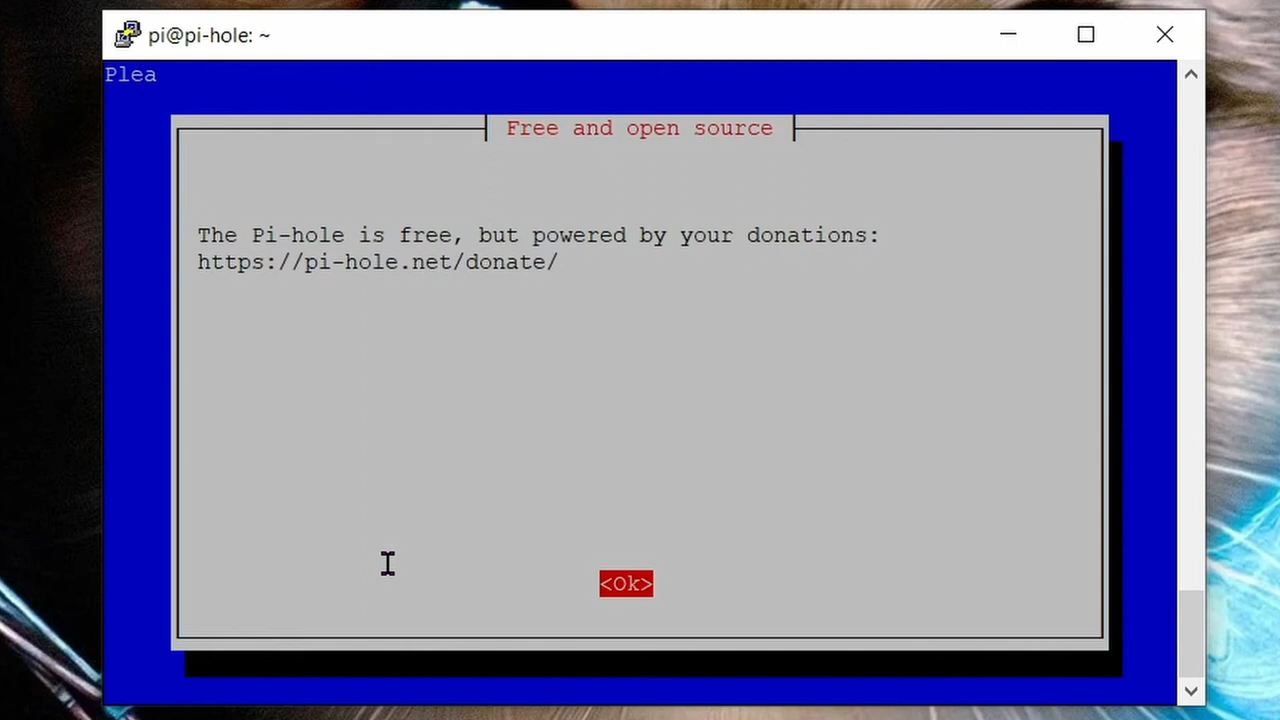 pi@pi-hole: ~
Plea
Free and open source
The Pi-hole is free, but powered by your donations:
https://pi-hole.net/donate/
<Ok>